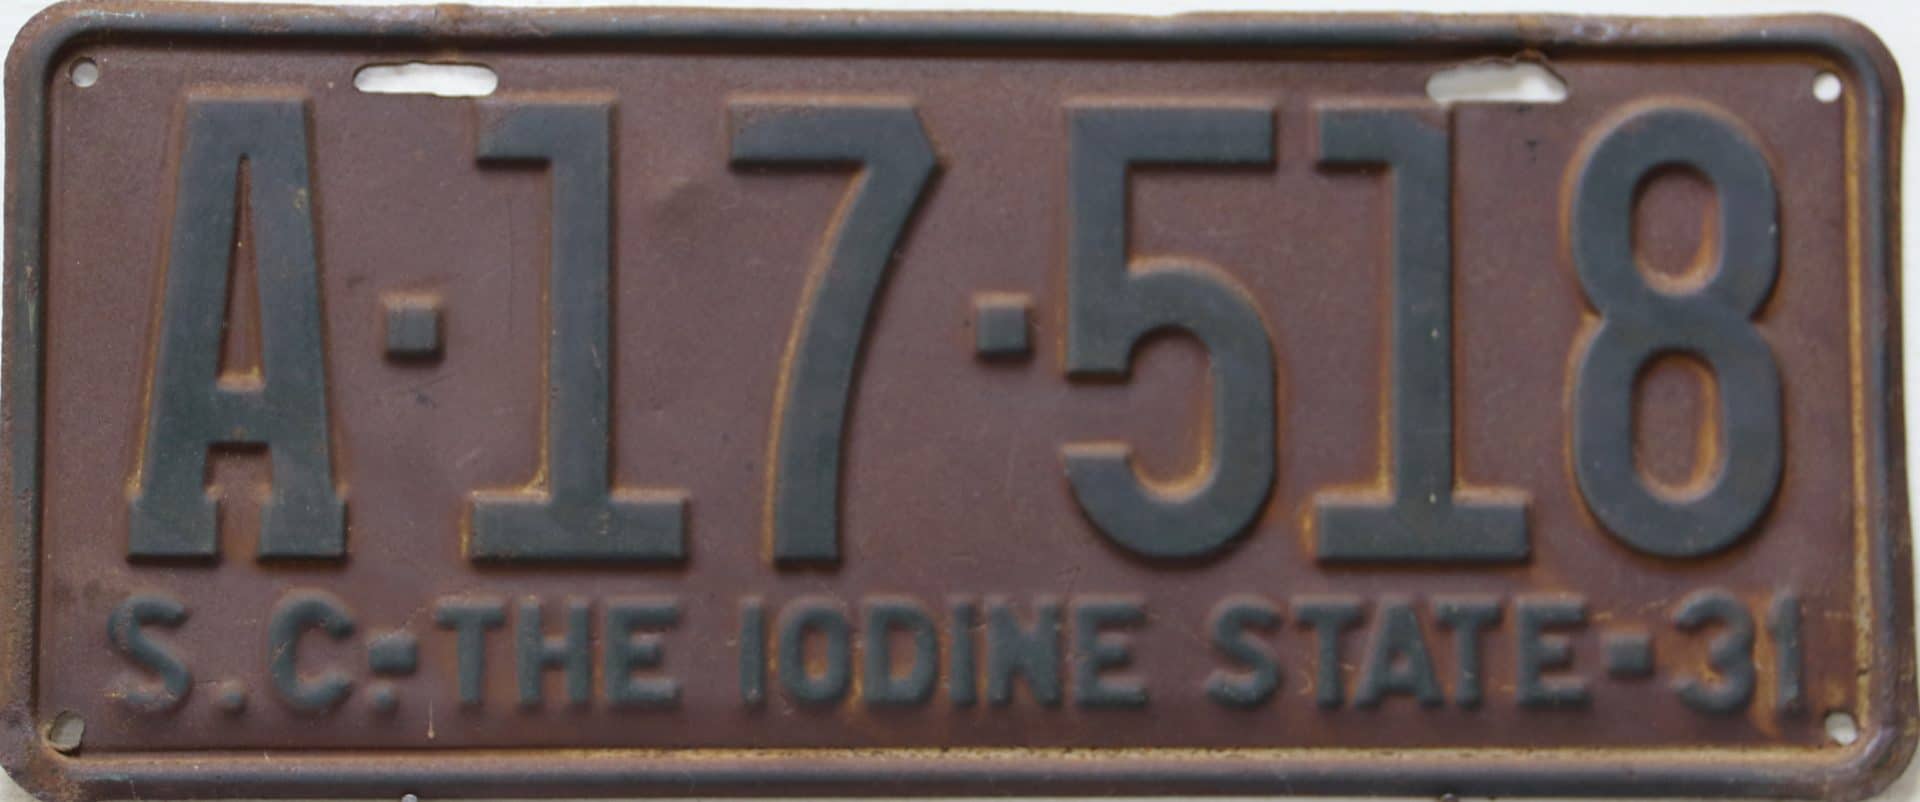 A-17-518
S.C.-THE IODINE STATE-31